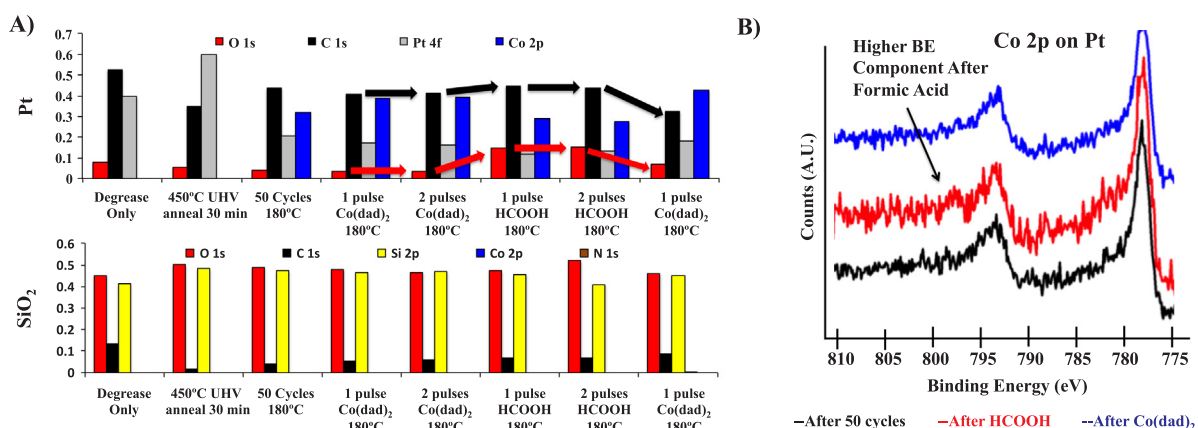 A)
O 1s C 1s Pt 4f Co 2p
Pt
0.7
0.6
0.5
0.4
0.3
0.2
0.1
0
Degrease Only
450ºC UHV anneal 30 min
50 Cycles 180ºC
1 pulse Co(dad)2 180ºC
2 pulses Co(dad)2 180ºC
1 pulse HCOOH 180ºC
2 pulses HCOOH 180ºC
1 pulse Co(dad)2 180ºC
O 1s C 1s Si 2p Co 2p N 1s
SiO2
0.6
0.5
0.4
0.3
0.2
0.1
0
Degrease Only
450ºC UHV anneal 30 min
50 Cycles 180ºC
1 pulse Co(dad)2 180ºC
2 pulses Co(dad)2 180ºC
1 pulse HCOOH 180ºC
2 pulses HCOOH 180ºC
1 pulse Co(dad)2 180ºC
B)
Co 2p on Pt
Higher BE
Component After
Formic Acid
Counts (A.U.)
810 805 800 795 790 785 780 775
Binding Energy (eV)
–After 50 cycles –After HCOOH --After Co(dad)2